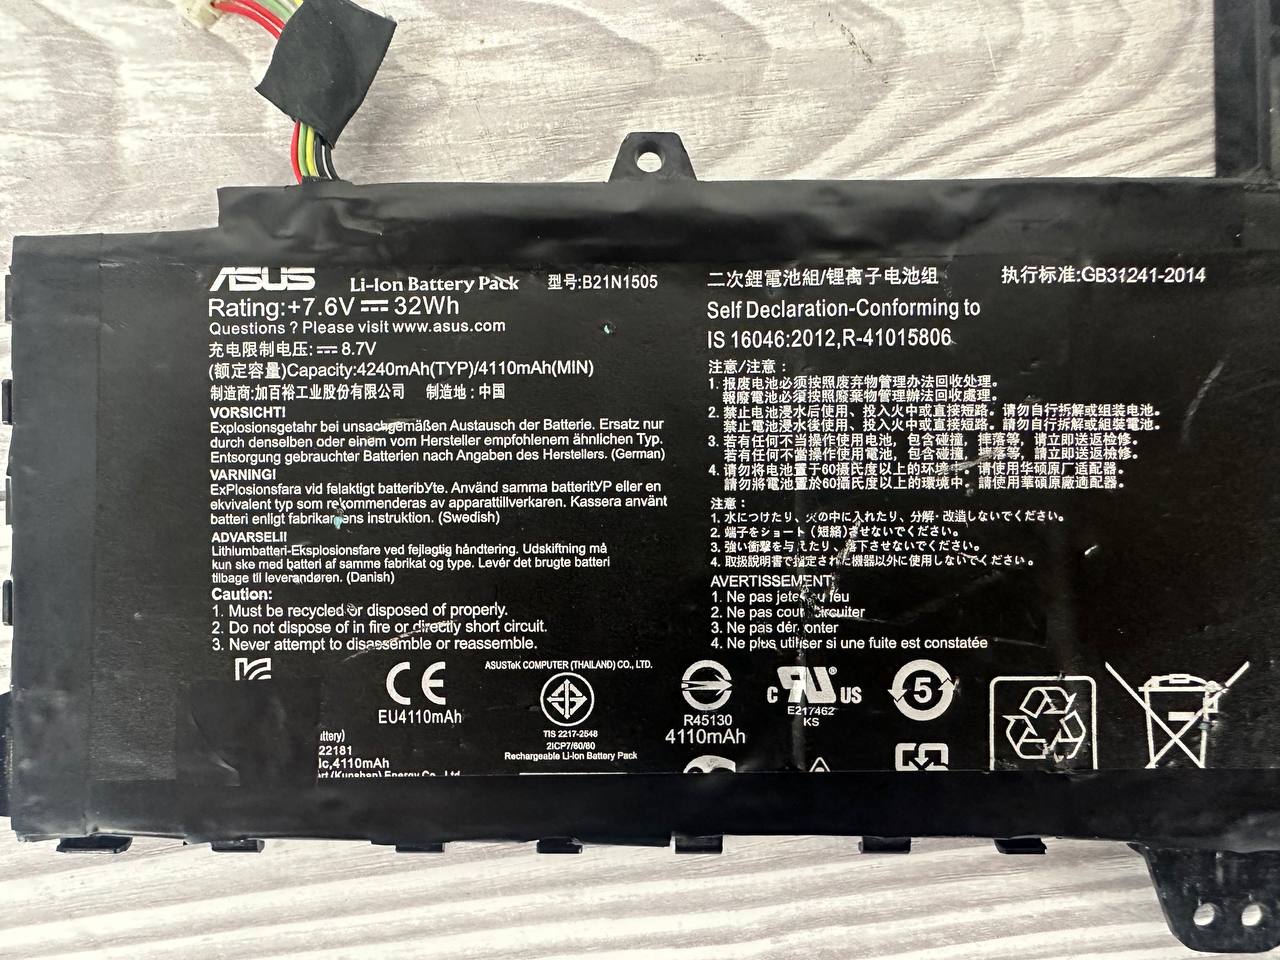 ASUS Li-Ion Battery Pack 型号:B21N1505
Rating:+7.6V 32Wh
Questions ? Please visit www.asus.com
充电限制电压: 8.7V
(额定容量)Capacity:4240mAh(TYP)/4110mAh(MIN)
制造商:加百裕工业股份有限公司 制造地 : 中国
VORSICHT!
Explosionsgetahr bei unsachgemäßen Austausch der Batterie. Ersatz nur
durch denselben oder einem vom Hersteller empfohlenem ähnlichen Typ.
Entsorgung gebrauchter Batterien nach Angaben des Herstellers. (German)
VARNING!
ExPlosionsfara vid felaktigt batteribYte. Använd samma batteritYP eller en
ekvivalent typ som rekommenderas av apparattillverkaren. Kassera använt
batteri enligt fabrikantens instruktion. (Swedish)
ADVARSELI!
Lithiumbatteri-Eksplosionsfare ved fejlagtig håndtering. Udskiftning må
kun ske med batteri af samme fabrikat og type. Levér det brugte batteri
tilbage til leverandøren. (Danish)
Caution:
1. Must be recycled or disposed of properly.
2. Do not dispose of in fire or directly short circuit.
3. Never attempt to disassemble or reassemble.
CE
EU4110mAh
ttery)
22181
lc,4110mAh
rt (Kunshan) Energy Co., Ltd
ASUSTeK COMPUTER (THAILAND) CO., LTD.
TIS 2217-2548
2ICP7/60/80
Rechargeable Li-Ion Battery Pack
二次鋰電池組/锂离子电池组 执行标准:GB31241-2014
Self Declaration-Conforming to
IS 16046:2012,R-41015806
注意/注意 :
1. 报废电池必须按照废弃物管理办法回收处理。
報廢電池必須按照廢棄物管理辦法回收處理。
2. 禁止电池浸水后使用、投入火中或直接短路。请勿自行拆解或组装电池。
禁止電池浸水後使用、投入火中或直接短路。請勿自行拆解或組裝電池。
3. 若有任何不当操作使用电池，包含碰撞，摔落等，请立即送返检修。
若有任何不當操作使用電池，包含碰撞，摔落等，請立即送返檢修。
4. 请勿将电池置于60摄氏度以上的环境中，请使用华硕原厂适配器。
請勿將電池置於60攝氏度以上的環境中，請使用華碩原廠適配器。
注意 :
1. 水につけたり、火の中に入れたり、分解·改造しないでください。
2. 端子をショート（短絡)させないでください。
3. 強い衝撃を与えたり、落下させないでください。
4. 取扱説明書で指定された機器以外に使用しないでください。
AVERTISSEMENT:
1. Ne pas jeter au feu
2. Ne pas court-circuiter
3. Ne pas démonter
4. Ne plus utiliser si une fuite est constatée
R45130
4110mAh
c RU US
E217462
KS
5